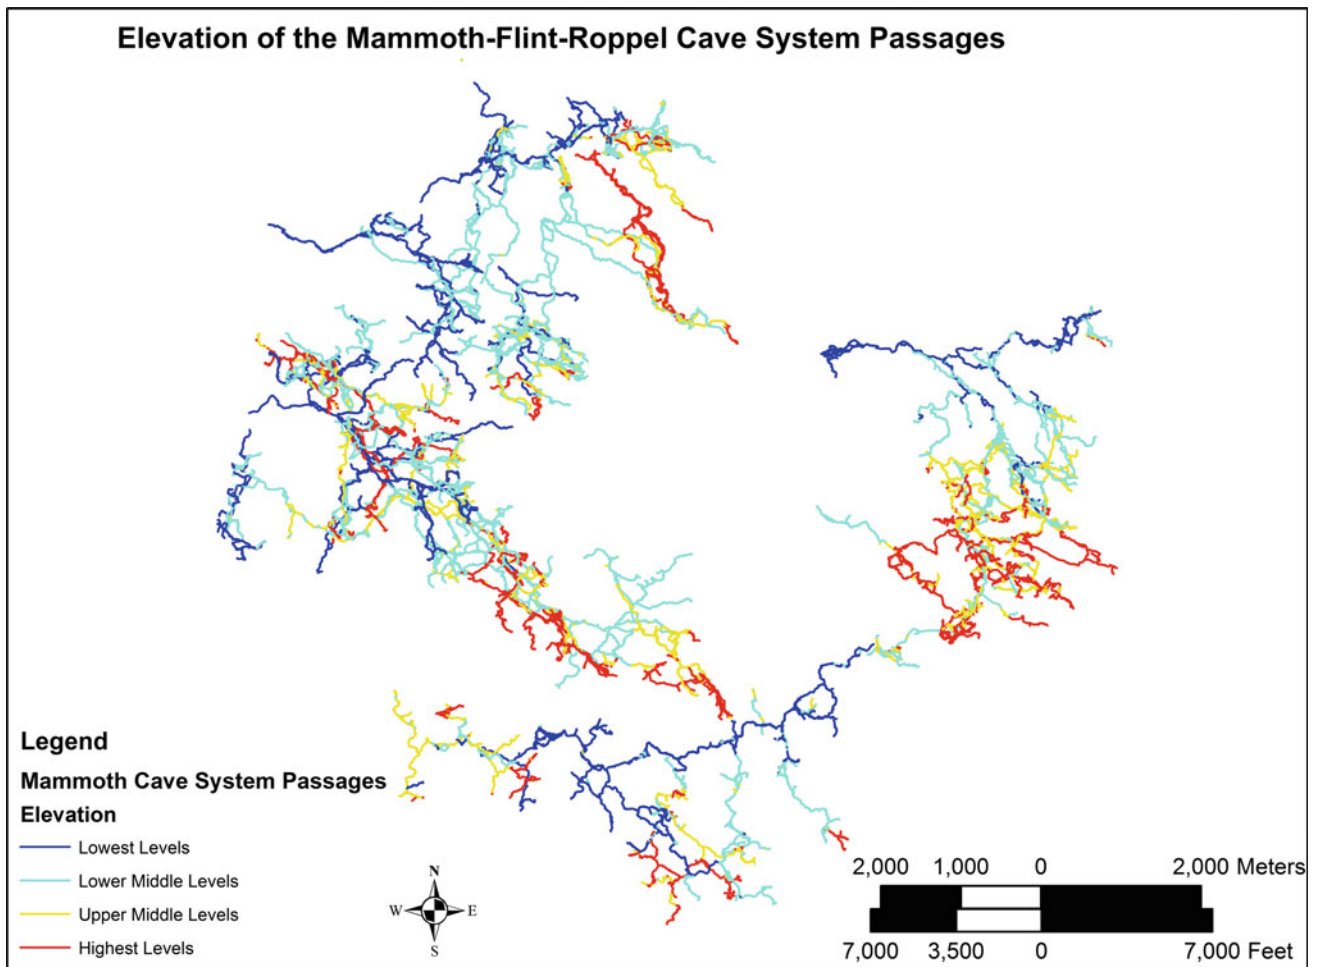 Elevation of the Mammoth-Flint-Roppel Cave System Passages
Legend
Mammoth Cave System Passages
Elevation
Lowest Levels
Lower Middle Levels
Upper Middle Levels
Highest Levels
N
W E
S
2,000 1,000 0 2,000 Meters
7,000 3,500 0 7,000 Feet